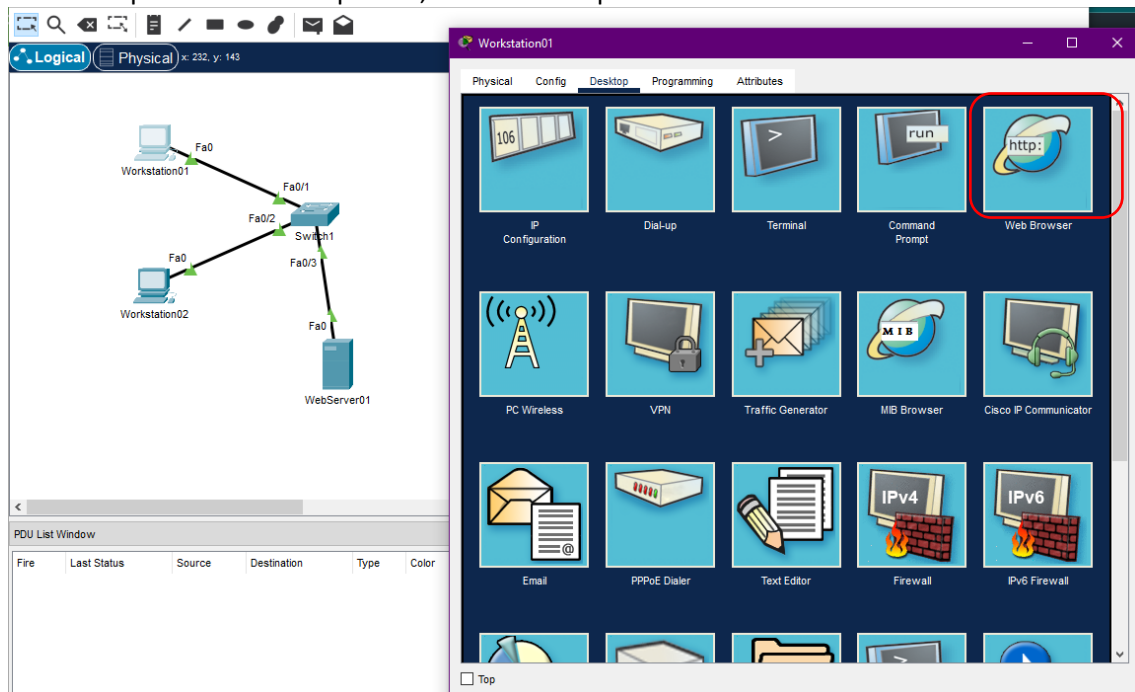 Logical
Physical
x: 232, y: 143
Fa0
Workstation01
Fa0/1
Fa0/2
Switch1
Fa0
Fa0/3
Workstation02
Fa0
WebServer01
PDU List Window
Fire Last Status Source Destination Type Color
Workstation01
Physical Config Desktop Programming Attributes
106
>
run
http:
IP
Configuration
Dial-up
Terminal
Command
Prompt
Web Browser
MIB
PC Wireless
VPN
Traffic Generator
MIB Browser
Cisco IP Communicator
@
IPv4
IPv6
Email
PPPoE Dialer
Text Editor
Firewall
IPv6 Firewall
>
Top